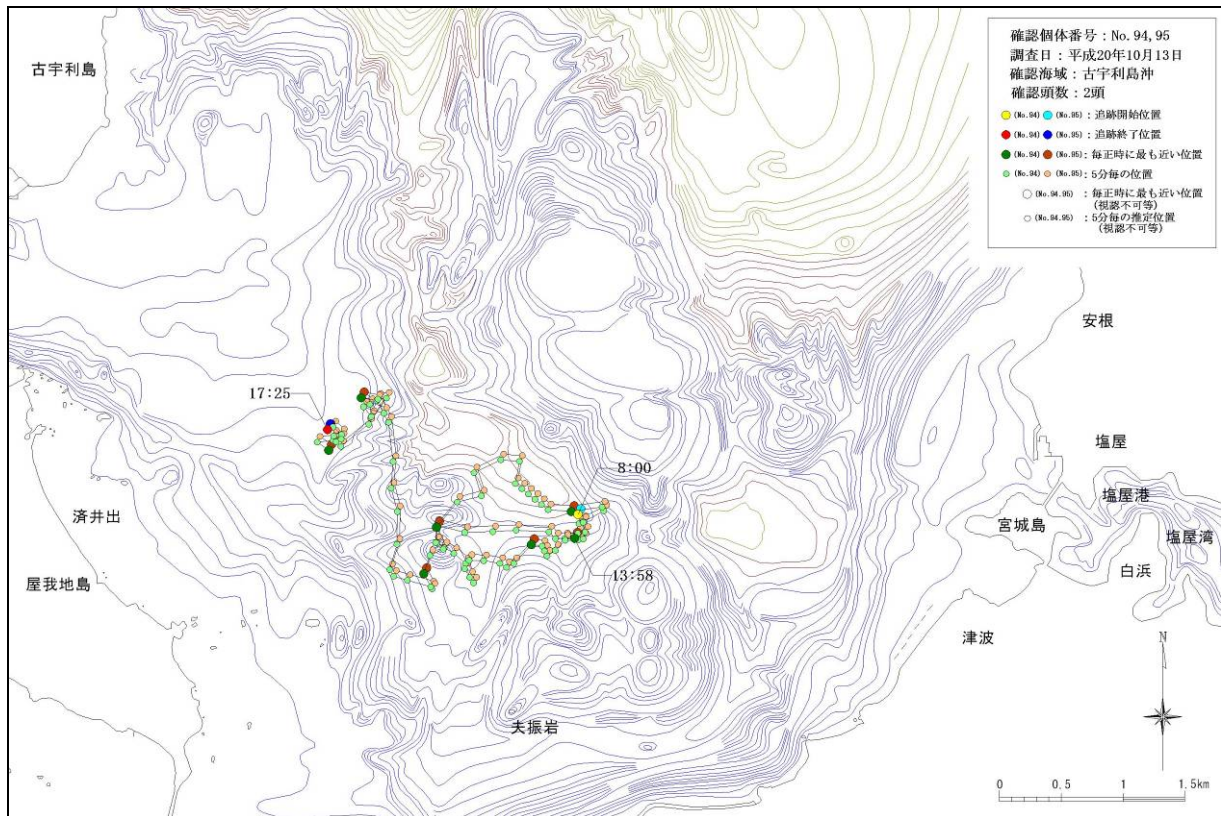 古宇利島
確認個体番号：No. 94, 95
調査日：平成20年10月13日
確認海域：古宇利島沖
確認頭数：2頭
(No.94) (No.95)：追跡開始位置
(No.94) (No.95)：追跡終了位置
(No.94) (No.95)：毎正時に最も近い位置
(No.94) (No.95)：5分毎の位置
(No.94.95)：毎正時に最も近い位置
(視認不可等)
(No.94.95)：5分毎の推定位置
(視認不可等)
安根
17:25
塩屋
8:00
塩屋港
済井出
宮城島
塩屋湾
白浜
13:58
屋我地島
津波
N
夫振岩
0 0.5 1 1.5km